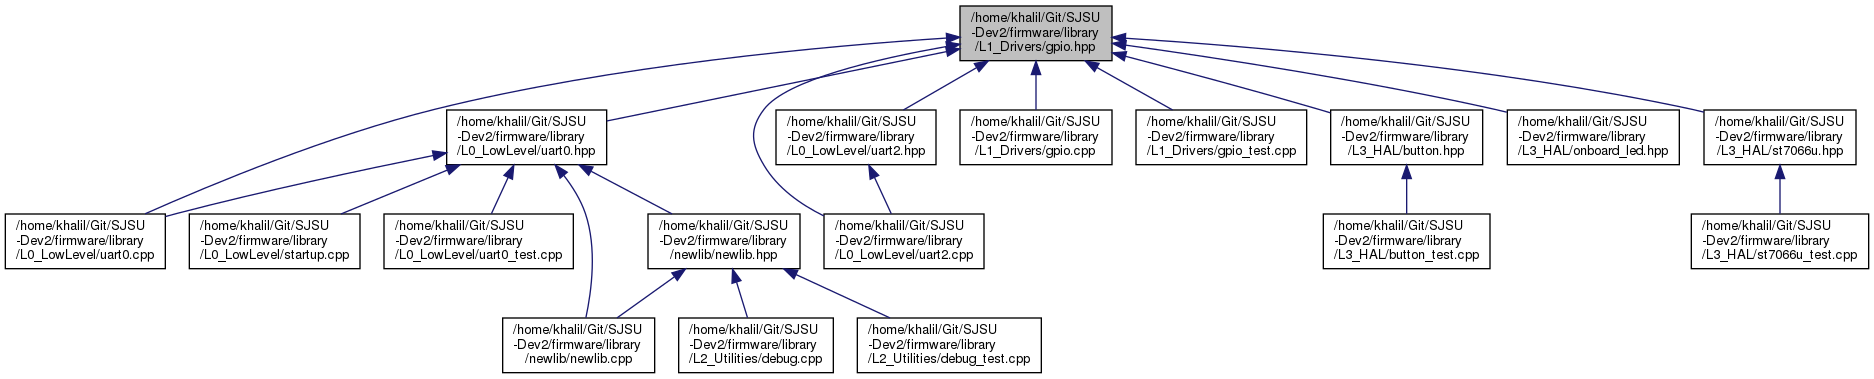 /home/khalil/Git/SJSU
-Dev2/firmware/library
/L1_Drivers/gpio.hpp
/home/khalil/Git/SJSU
-Dev2/firmware/library
/L0_LowLevel/uart0.hpp
/home/khalil/Git/SJSU
-Dev2/firmware/library
/L0_LowLevel/uart2.hpp
/home/khalil/Git/SJSU
-Dev2/firmware/library
/L1_Drivers/gpio.cpp
/home/khalil/Git/SJSU
-Dev2/firmware/library
/L1_Drivers/gpio_test.cpp
/home/khalil/Git/SJSU
-Dev2/firmware/library
/L3_HAL/button.hpp
/home/khalil/Git/SJSU
-Dev2/firmware/library
/L3_HAL/onboard_led.hpp
/home/khalil/Git/SJSU
-Dev2/firmware/library
/L3_HAL/st7066u.hpp
/home/khalil/Git/SJSU
-Dev2/firmware/library
/L0_LowLevel/uart0.cpp
/home/khalil/Git/SJSU
-Dev2/firmware/library
/L0_LowLevel/startup.cpp
/home/khalil/Git/SJSU
-Dev2/firmware/library
/L0_LowLevel/uart0_test.cpp
/home/khalil/Git/SJSU
-Dev2/firmware/library
/newlib/newlib.hpp
/home/khalil/Git/SJSU
-Dev2/firmware/library
/L0_LowLevel/uart2.cpp
/home/khalil/Git/SJSU
-Dev2/firmware/library
/L3_HAL/button_test.cpp
/home/khalil/Git/SJSU
-Dev2/firmware/library
/L3_HAL/st7066u_test.cpp
/home/khalil/Git/SJSU
-Dev2/firmware/library
/newlib/newlib.cpp
/home/khalil/Git/SJSU
-Dev2/firmware/library
/L2_Utilities/debug.cpp
/home/khalil/Git/SJSU
-Dev2/firmware/library
/L2_Utilities/debug_test.cpp